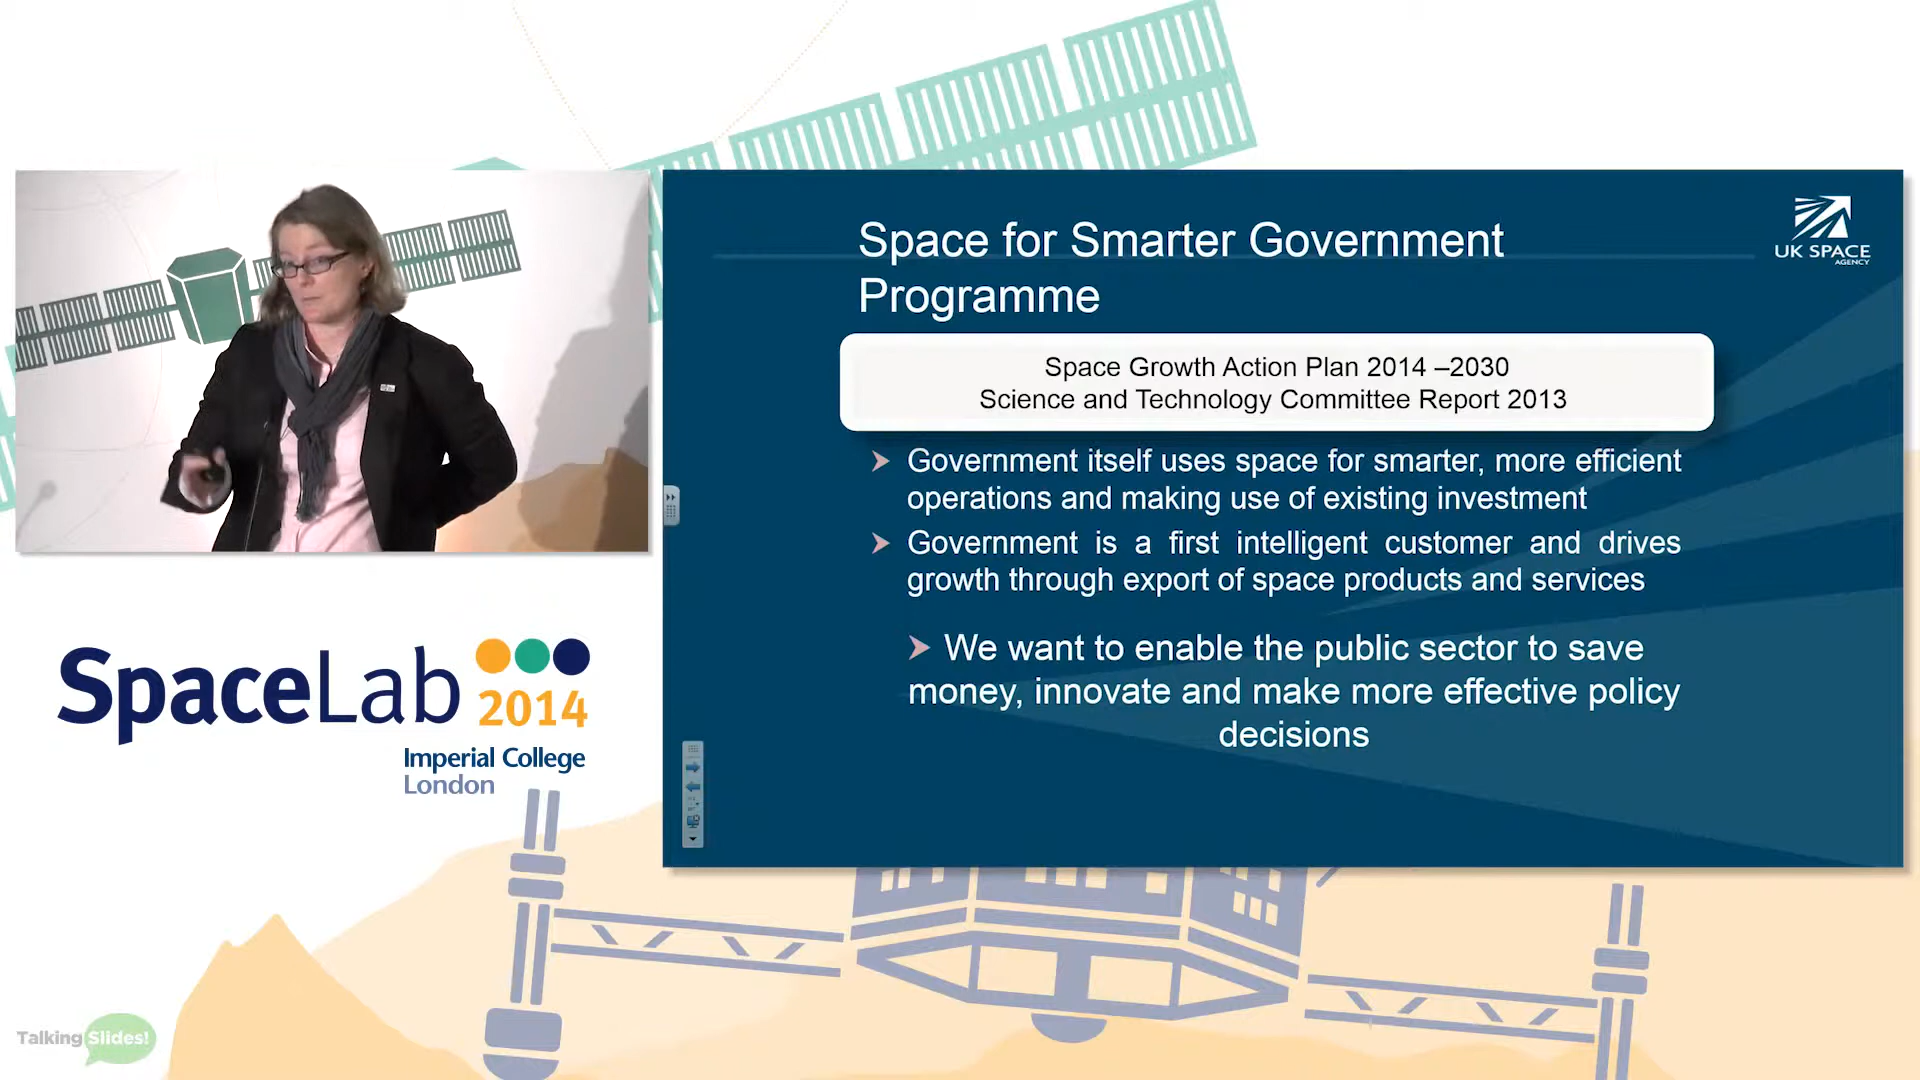 Space for Smarter Government
Programme
UK SPACE
AGENCY
Space Growth Action Plan 2014 –2030
Science and Technology Committee Report 2013
➤ Government itself uses space for smarter, more efficient
operations and making use of existing investment
➤ Government is a first intelligent customer and drives
growth through export of space products and services
➤ We want to enable the public sector to save
money, innovate and make more effective policy
decisions
SpaceLab
2014
Imperial College
London
Talking Slides!